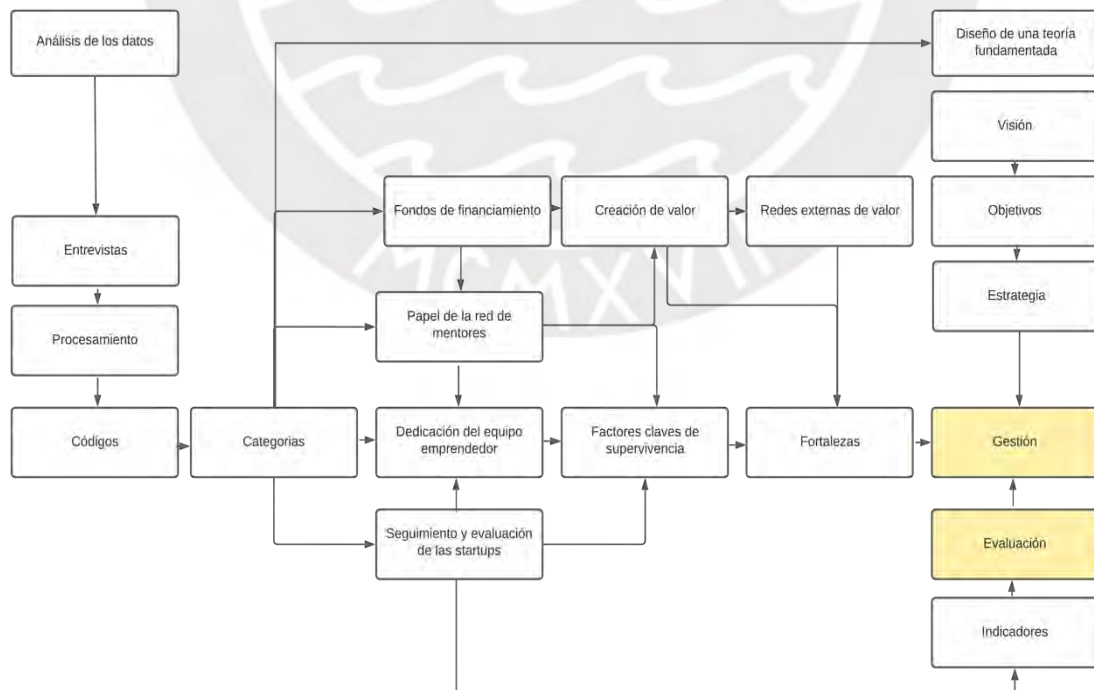 Análisis de los datos
Diseño de una teoría
fundamentada
Visión
Fondos de financiamiento
Creación de valor
Redes externas de valor
Objetivos
Entrevistas
Estrategia
Papel de la red de
mentores
Procesamiento
Códigos
Categorias
Dedicación del equipo
emprendedor
Factores claves de
supervivencia
Fortalezas
Gestión
Seguimiento y evaluación
de las startups
Evaluación
Indicadores
MCMXVII